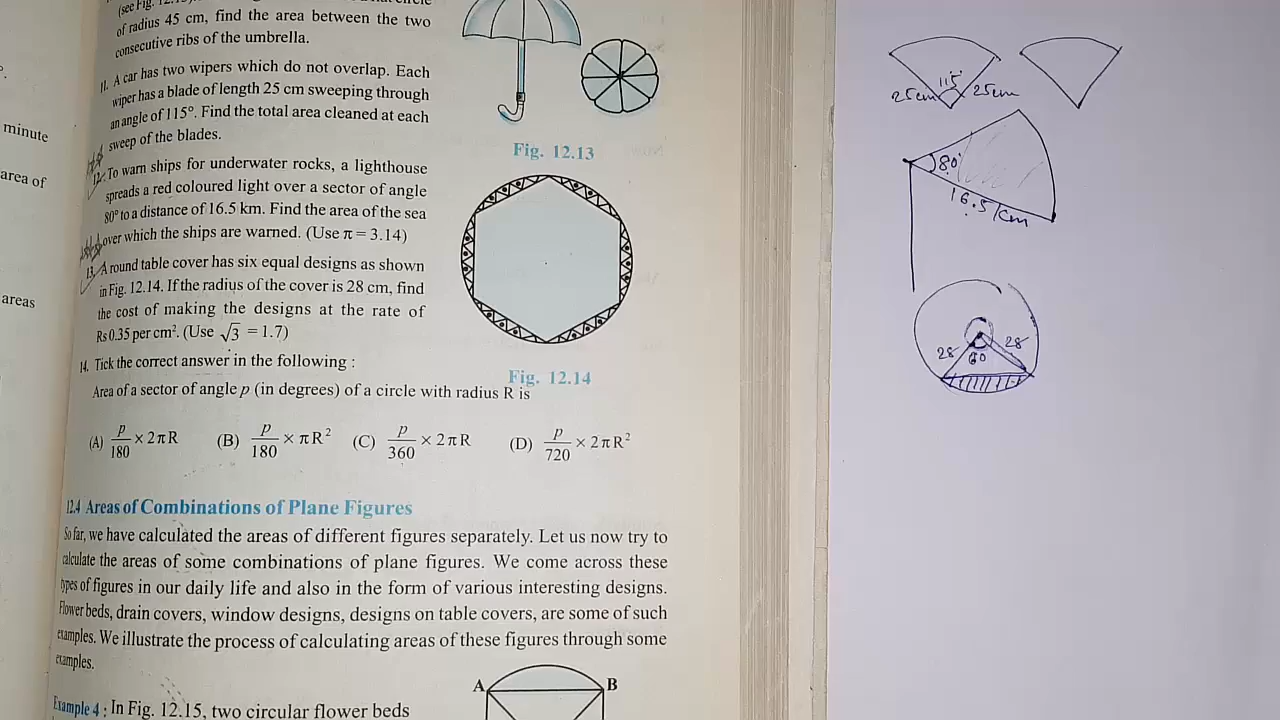 (see Fig. 12.13)
of radius 45 cm, find the area between the two
consecutive ribs of the umbrella.
11. A car has two wipers which do not overlap. Each
wiper has a blade of length 25 cm sweeping through
an angle of 115°. Find the total area cleaned at each
sweep of the blades.
Fig. 12.13
12. To warn ships for underwater rocks, a lighthouse
spreads a red coloured light over a sector of angle
80° to a distance of 16.5 km. Find the area of the sea
over which the ships are warned. (Use π = 3.14)
13. A round table cover has six equal designs as shown
in Fig. 12.14. If the radius of the cover is 28 cm, find
the cost of making the designs at the rate of
Rs 0.35 per cm². (Use √3 = 1.7)
Fig. 12.14
14. Tick the correct answer in the following :
Area of a sector of angle p (in degrees) of a circle with radius R is
(A) p/180 × 2πR (B) p/180 × πR² (C) p/360 × 2πR (D) p/720 × 2πR²
12.4 Areas of Combinations of Plane Figures
So far, we have calculated the areas of different figures separately. Let us now try to
calculate the areas of some combinations of plane figures. We come across these
types of figures in our daily life and also in the form of various interesting designs.
Flower beds, drain covers, window designs, designs on table covers, are some of such
examples. We illustrate the process of calculating areas of these figures through some
examples.
A B
Example 4 : In Fig. 12.15, two circular flower beds
minute
area of
areas
115°
25cm 25cm
80°
16.5 km
28 28
60